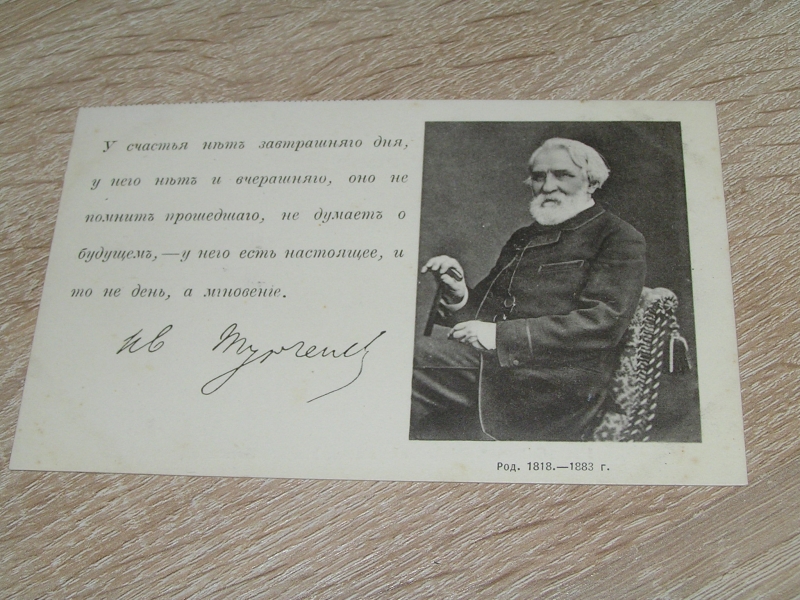 У счастья нѣтъ завтрашняго дня,
у него нѣтъ и вчерашняго, оно не
помнитъ прошедшаго, не думаетъ о
будущемъ,—у него есть настоящее, и
то не день, а мгновеніе.
Ив Тургенев
Род. 1818.—1883 г.